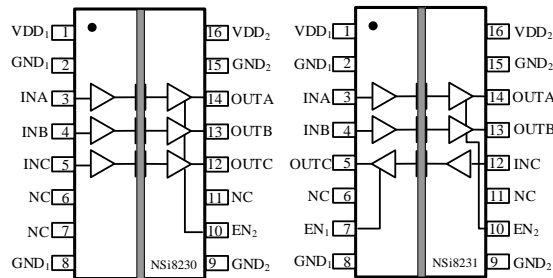 VDD₁ 1 16 VDD₂
GND₁ 2 15 GND₂
INA 3 14 OUTA
INB 4 13 OUTB
INC 5 12 OUTC
NC 6 11 NC
NC 7 10 EN₂
GND₁ 8 NSi8230 9 GND₂
VDD₁ 1 16 VDD₂
GND₁ 2 15 GND₂
INA 3 14 OUTA
INB 4 13 OUTB
OUTC 5 12 INC
NC 6 11 NC
EN₁ 7 10 EN₂
GND₁ 8 NSi8231 9 GND₂